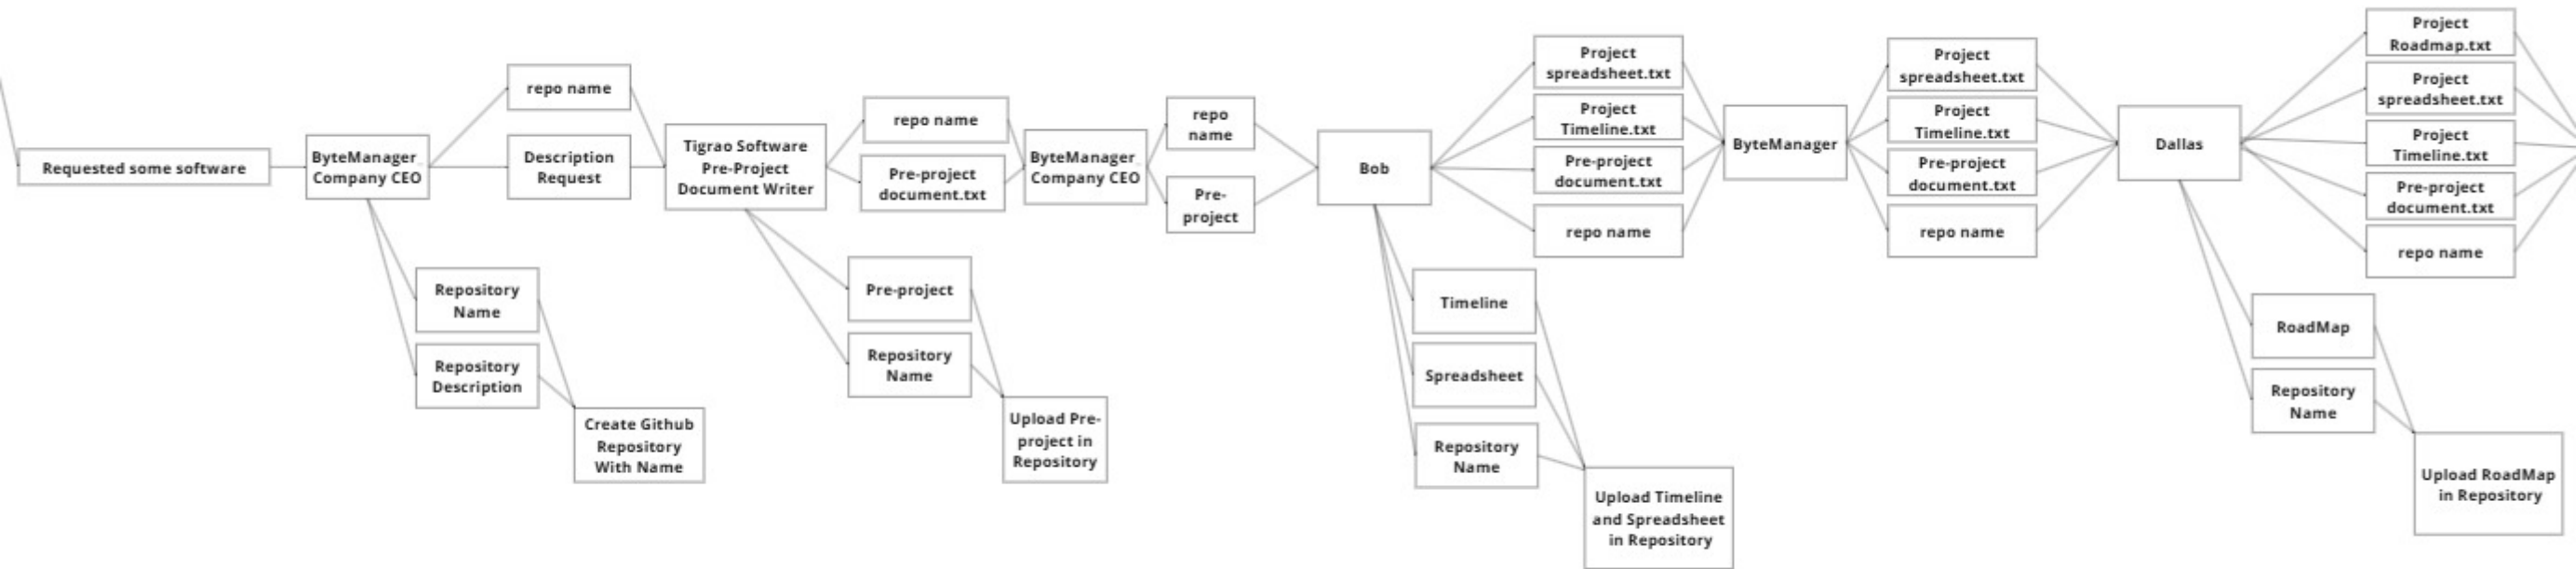 Requested some software
ByteManager_
Company CEO
repo name
Description
Request
Repository
Name
Repository
Description
Create Github
Repository
With Name
Tigrao Software
Pre-Project
Document Writer
repo name
Pre-project
document.txt
Pre-project
Repository
Name
Upload Pre-
project in
Repository
ByteManager_
Company CEO
repo
name
Pre-
project
Bob
Project
spreadsheet.txt
Project
Timeline.txt
Pre-project
document.txt
repo name
Timeline
Spreadsheet
Repository
Name
Upload Timeline
and Spreadsheet
in Repository
ByteManager
Project
spreadsheet.txt
Project
Timeline.txt
Pre-project
document.txt
repo name
Dallas
Project
Roadmap.txt
Project
spreadsheet.txt
Project
Timeline.txt
Pre-project
document.txt
repo name
RoadMap
Repository
Name
Upload RoadMap
in Repository